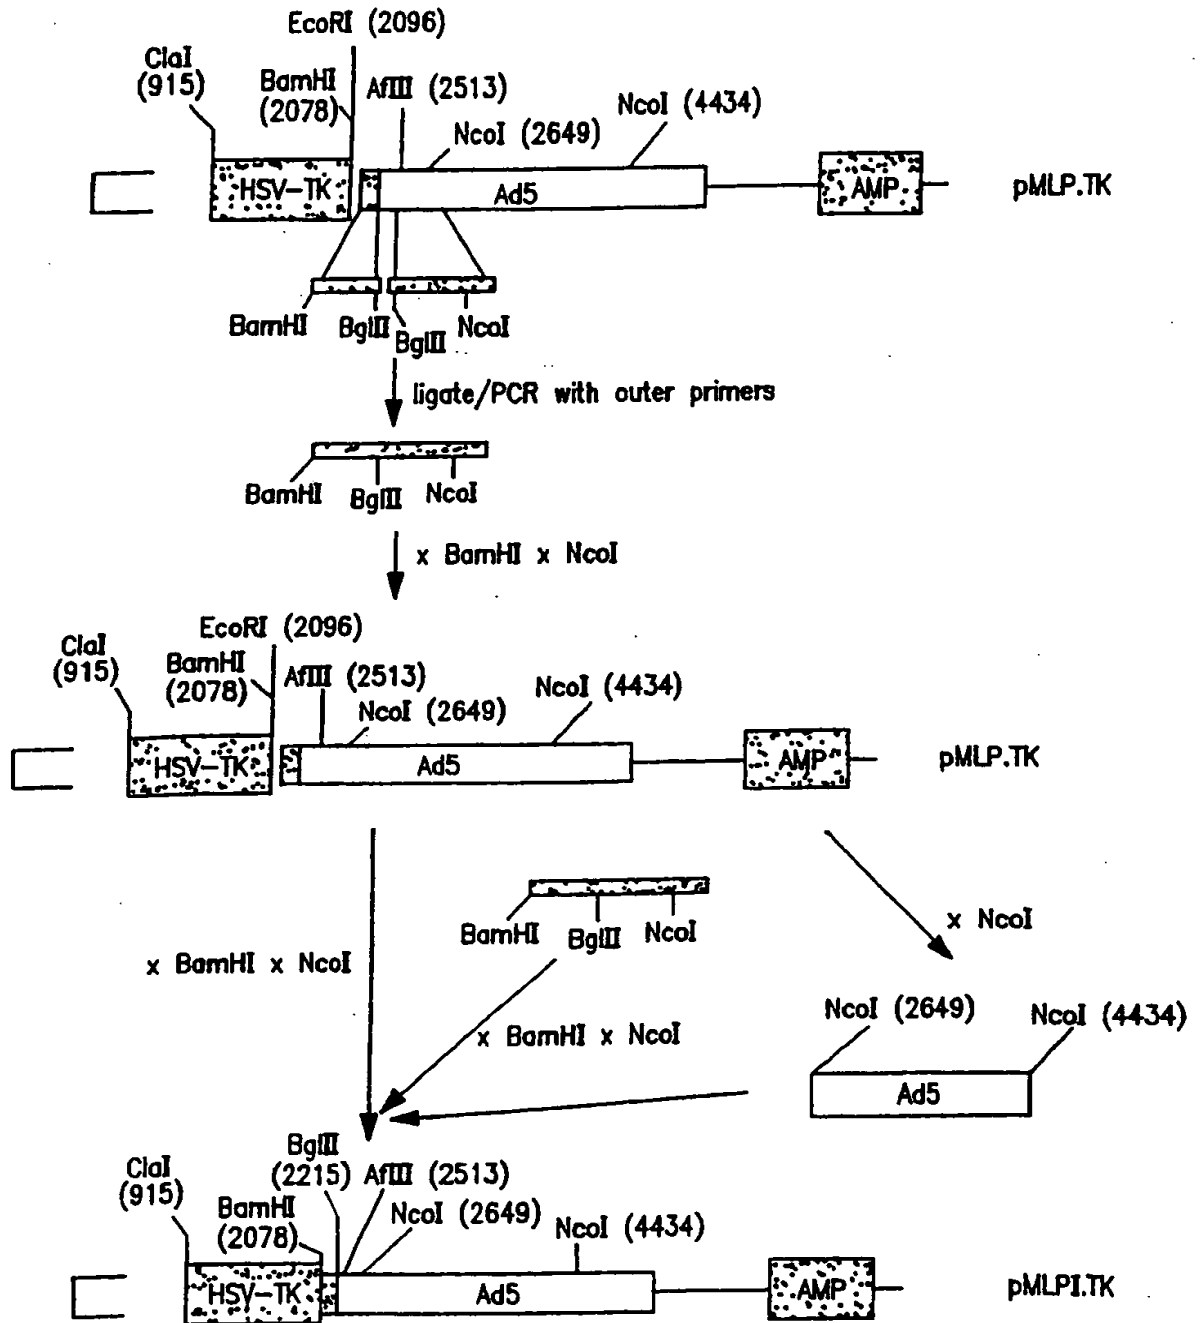 EcoRI (2096)
ClaI
(915)
BamHI
(2078)
AflII (2513)
NcoI (2649)
NcoI (4434)
HSV-TK
Ad5
AMP
pMLP.TK
BamHI
BglII
BglII
NcoI
ligate/PCR with outer primers
BamHI
BglII
NcoI
x BamHI x NcoI
EcoRI (2096)
ClaI
(915)
BamHI
(2078)
AflII (2513)
NcoI (2649)
NcoI (4434)
HSV-TK
Ad5
AMP
pMLP.TK
BamHI
BglII
NcoI
x NcoI
x BamHI x NcoI
x BamHI x NcoI
NcoI (2649)
NcoI (4434)
Ad5
BglII
(2215)
ClaI
(915)
AflII (2513)
BamHI
(2078)
NcoI (2649)
NcoI (4434)
HSV-TK
Ad5
AMP
pMLPI.TK